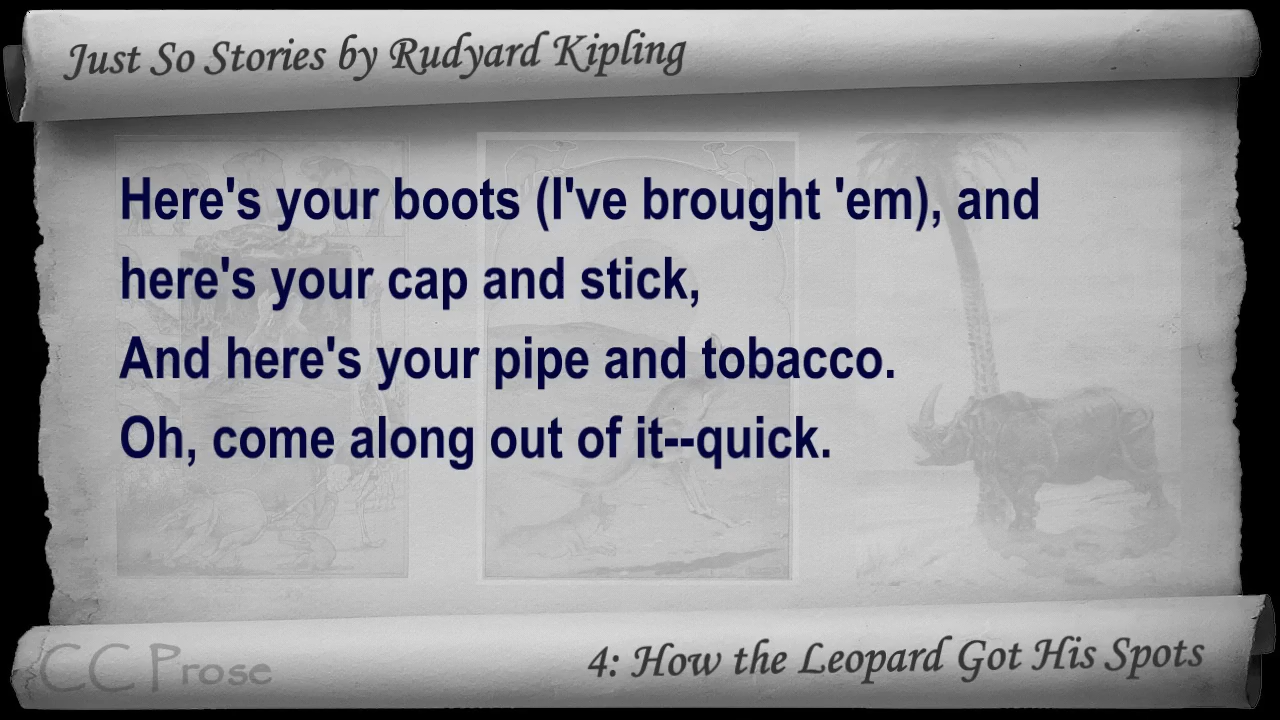 Just So Stories by Rudyard Kipling
Here's your boots (I've brought 'em), and
here's your cap and stick,
And here's your pipe and tobacco.
Oh, come along out of it--quick.
CC Prose
4: How the Leopard Got His Spots